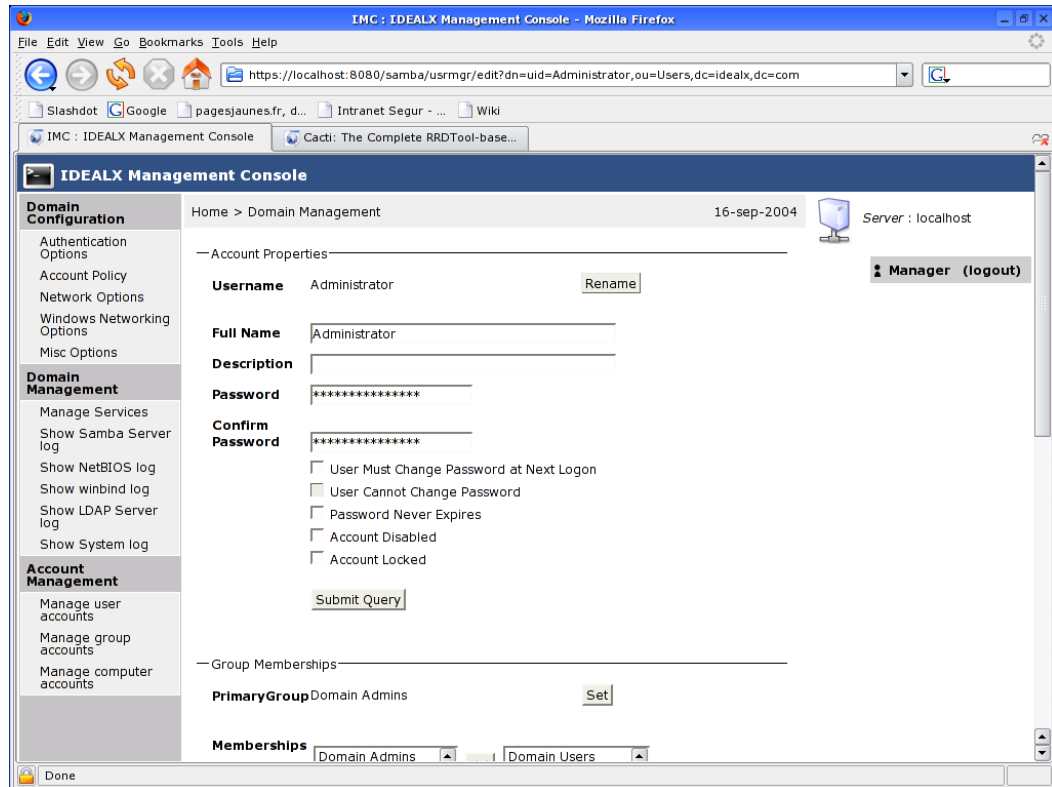 IMC : IDEALX Management Console - Mozilla Firefox
File Edit View Go Bookmarks Tools Help
https://localhost:8080/samba/usrmgr/edit?dn=uid=Administrator,ou=Users,dc=idealx,dc=com
G
Slashdot Google pagesjaunes.fr, d... Intranet Segur - ... Wiki
IMC : IDEALX Management Console
Cacti: The Complete RRDTool-base...
IDEALX Management Console
Domain
Configuration
Authentication
Options
Account Policy
Network Options
Windows Networking
Options
Misc Options
Domain
Management
Manage Services
Show Samba Server
log
Show NetBIOS log
Show winbind log
Show LDAP Server
log
Show System log
Account
Management
Manage user
accounts
Manage group
accounts
Manage computer
accounts
Home > Domain Management 16-sep-2004
Account Properties
Username Administrator Rename
Full Name Administrator
Description
Password ***************
Confirm
Password ***************
User Must Change Password at Next Logon
User Cannot Change Password
Password Never Expires
Account Disabled
Account Locked
Submit Query
Group Memberships
PrimaryGroup Domain Admins Set
Memberships Domain Admins Domain Users
Server : localhost
Manager (logout)
Done